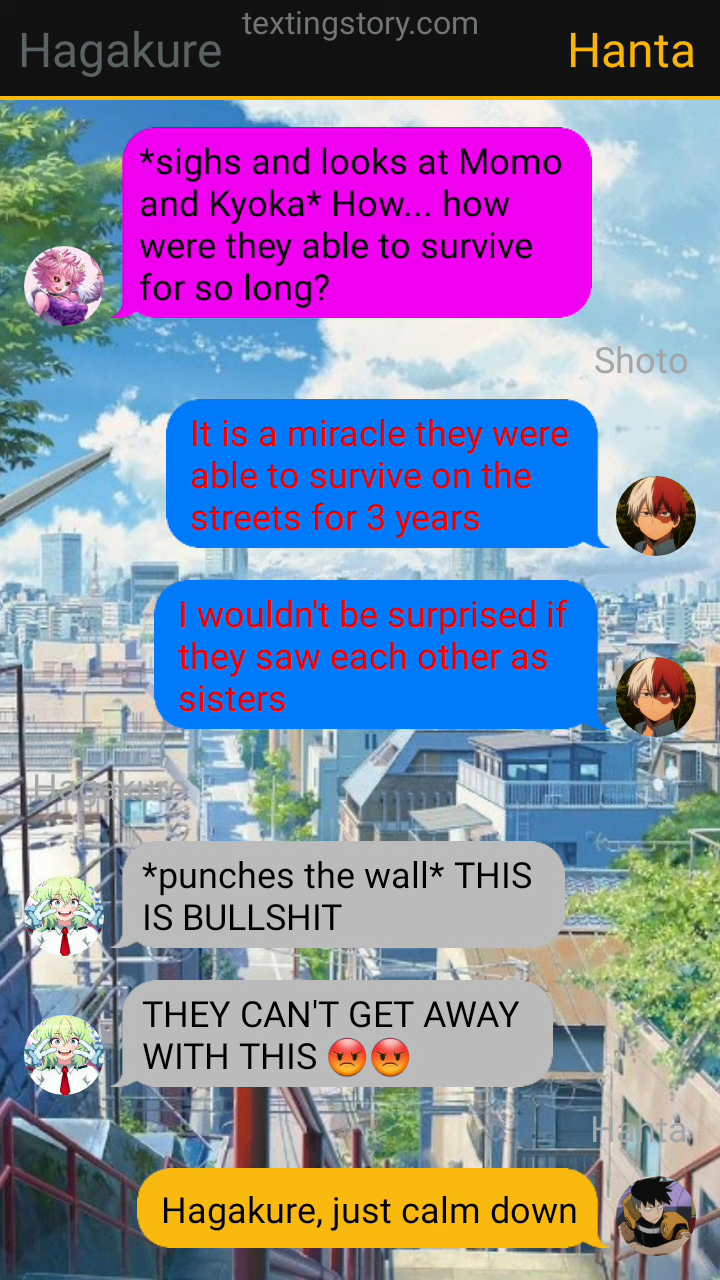 textingstory.com
Hagakure
Hanta
*sighs and looks at Momo
and Kyoka* How... how
were they able to survive
for so long?
Shoto
It is a miracle they were
able to survive on the
streets for 3 years
I wouldn't be surprised if
they saw each other as
sisters
Hagakure
*punches the wall* THIS
IS BULLSHIT
THEY CAN'T GET AWAY
WITH THIS 😡😡
Hanta
Hagakure, just calm down